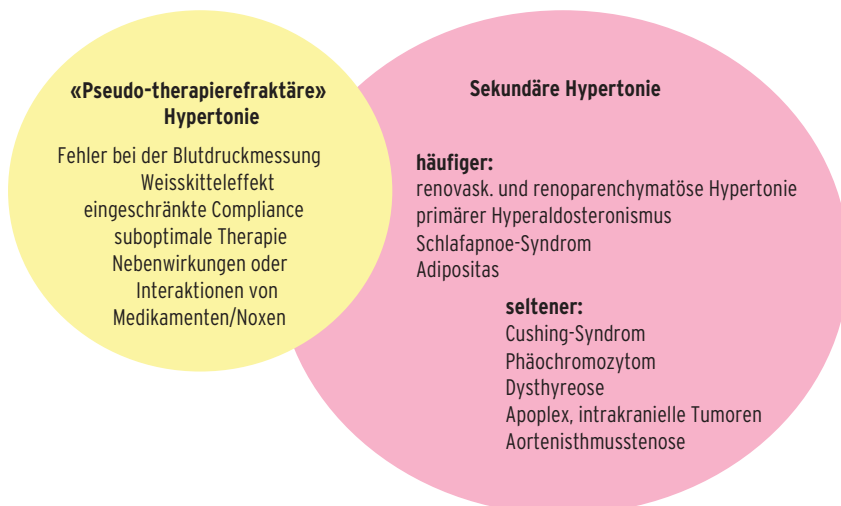 «Pseudo-therapierefraktäre»
Hypertonie
Fehler bei der Blutdruckmessung
Weisskitteleffekt
eingeschränkte Compliance
suboptimale Therapie
Nebenwirkungen oder
Interaktionen von
Medikamenten/Noxen
Sekundäre Hypertonie
häufiger:
renovask. und renoparenchymatöse Hypertonie
primärer Hyperaldosteronismus
Schlafapnoe-Syndrom
Adipositas
seltener:
Cushing-Syndrom
Phäochromozytom
Dysthyreose
Apoplex, intrakranielle Tumoren
Aortenisthmusstenose